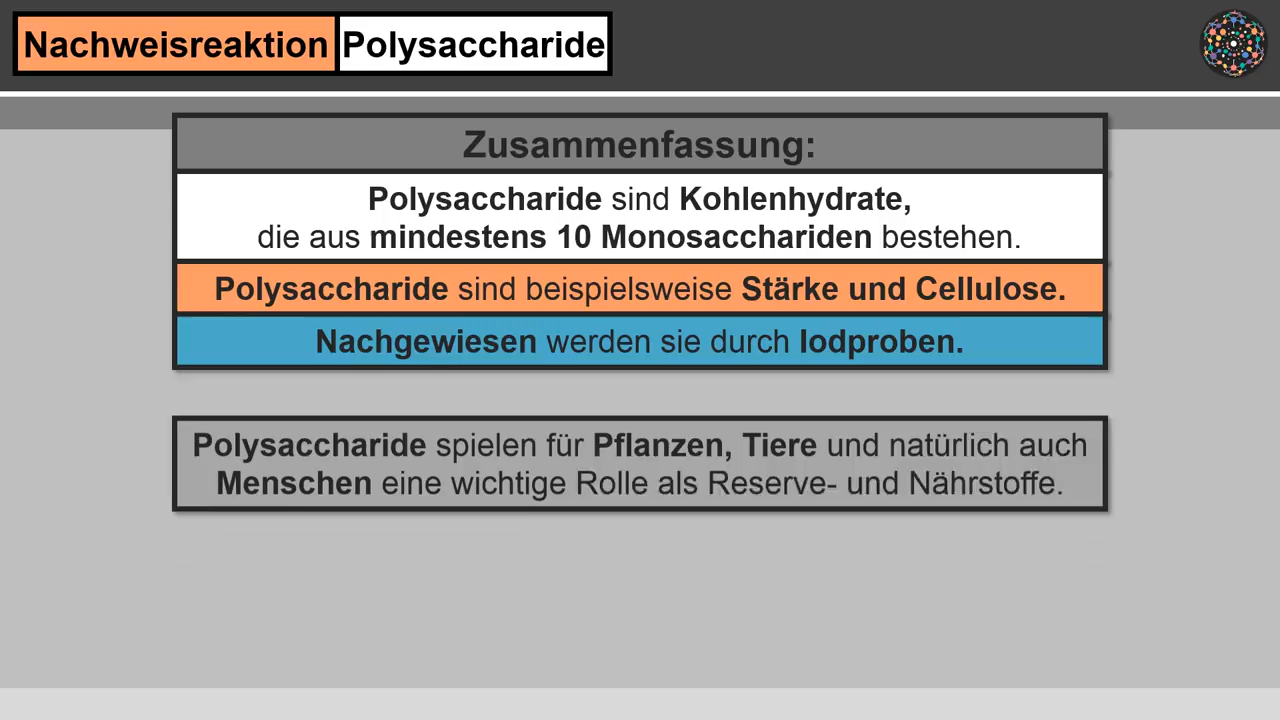 Nachweisreaktion Polysaccharide
Zusammenfassung:
Polysaccharide sind Kohlenhydrate,
die aus mindestens 10 Monosacchariden bestehen.
Polysaccharide sind beispielsweise Stärke und Cellulose.
Nachgewiesen werden sie durch Iodproben.
Polysaccharide spielen für Pflanzen, Tiere und natürlich auch
Menschen eine wichtige Rolle als Reserve- und Nährstoffe.